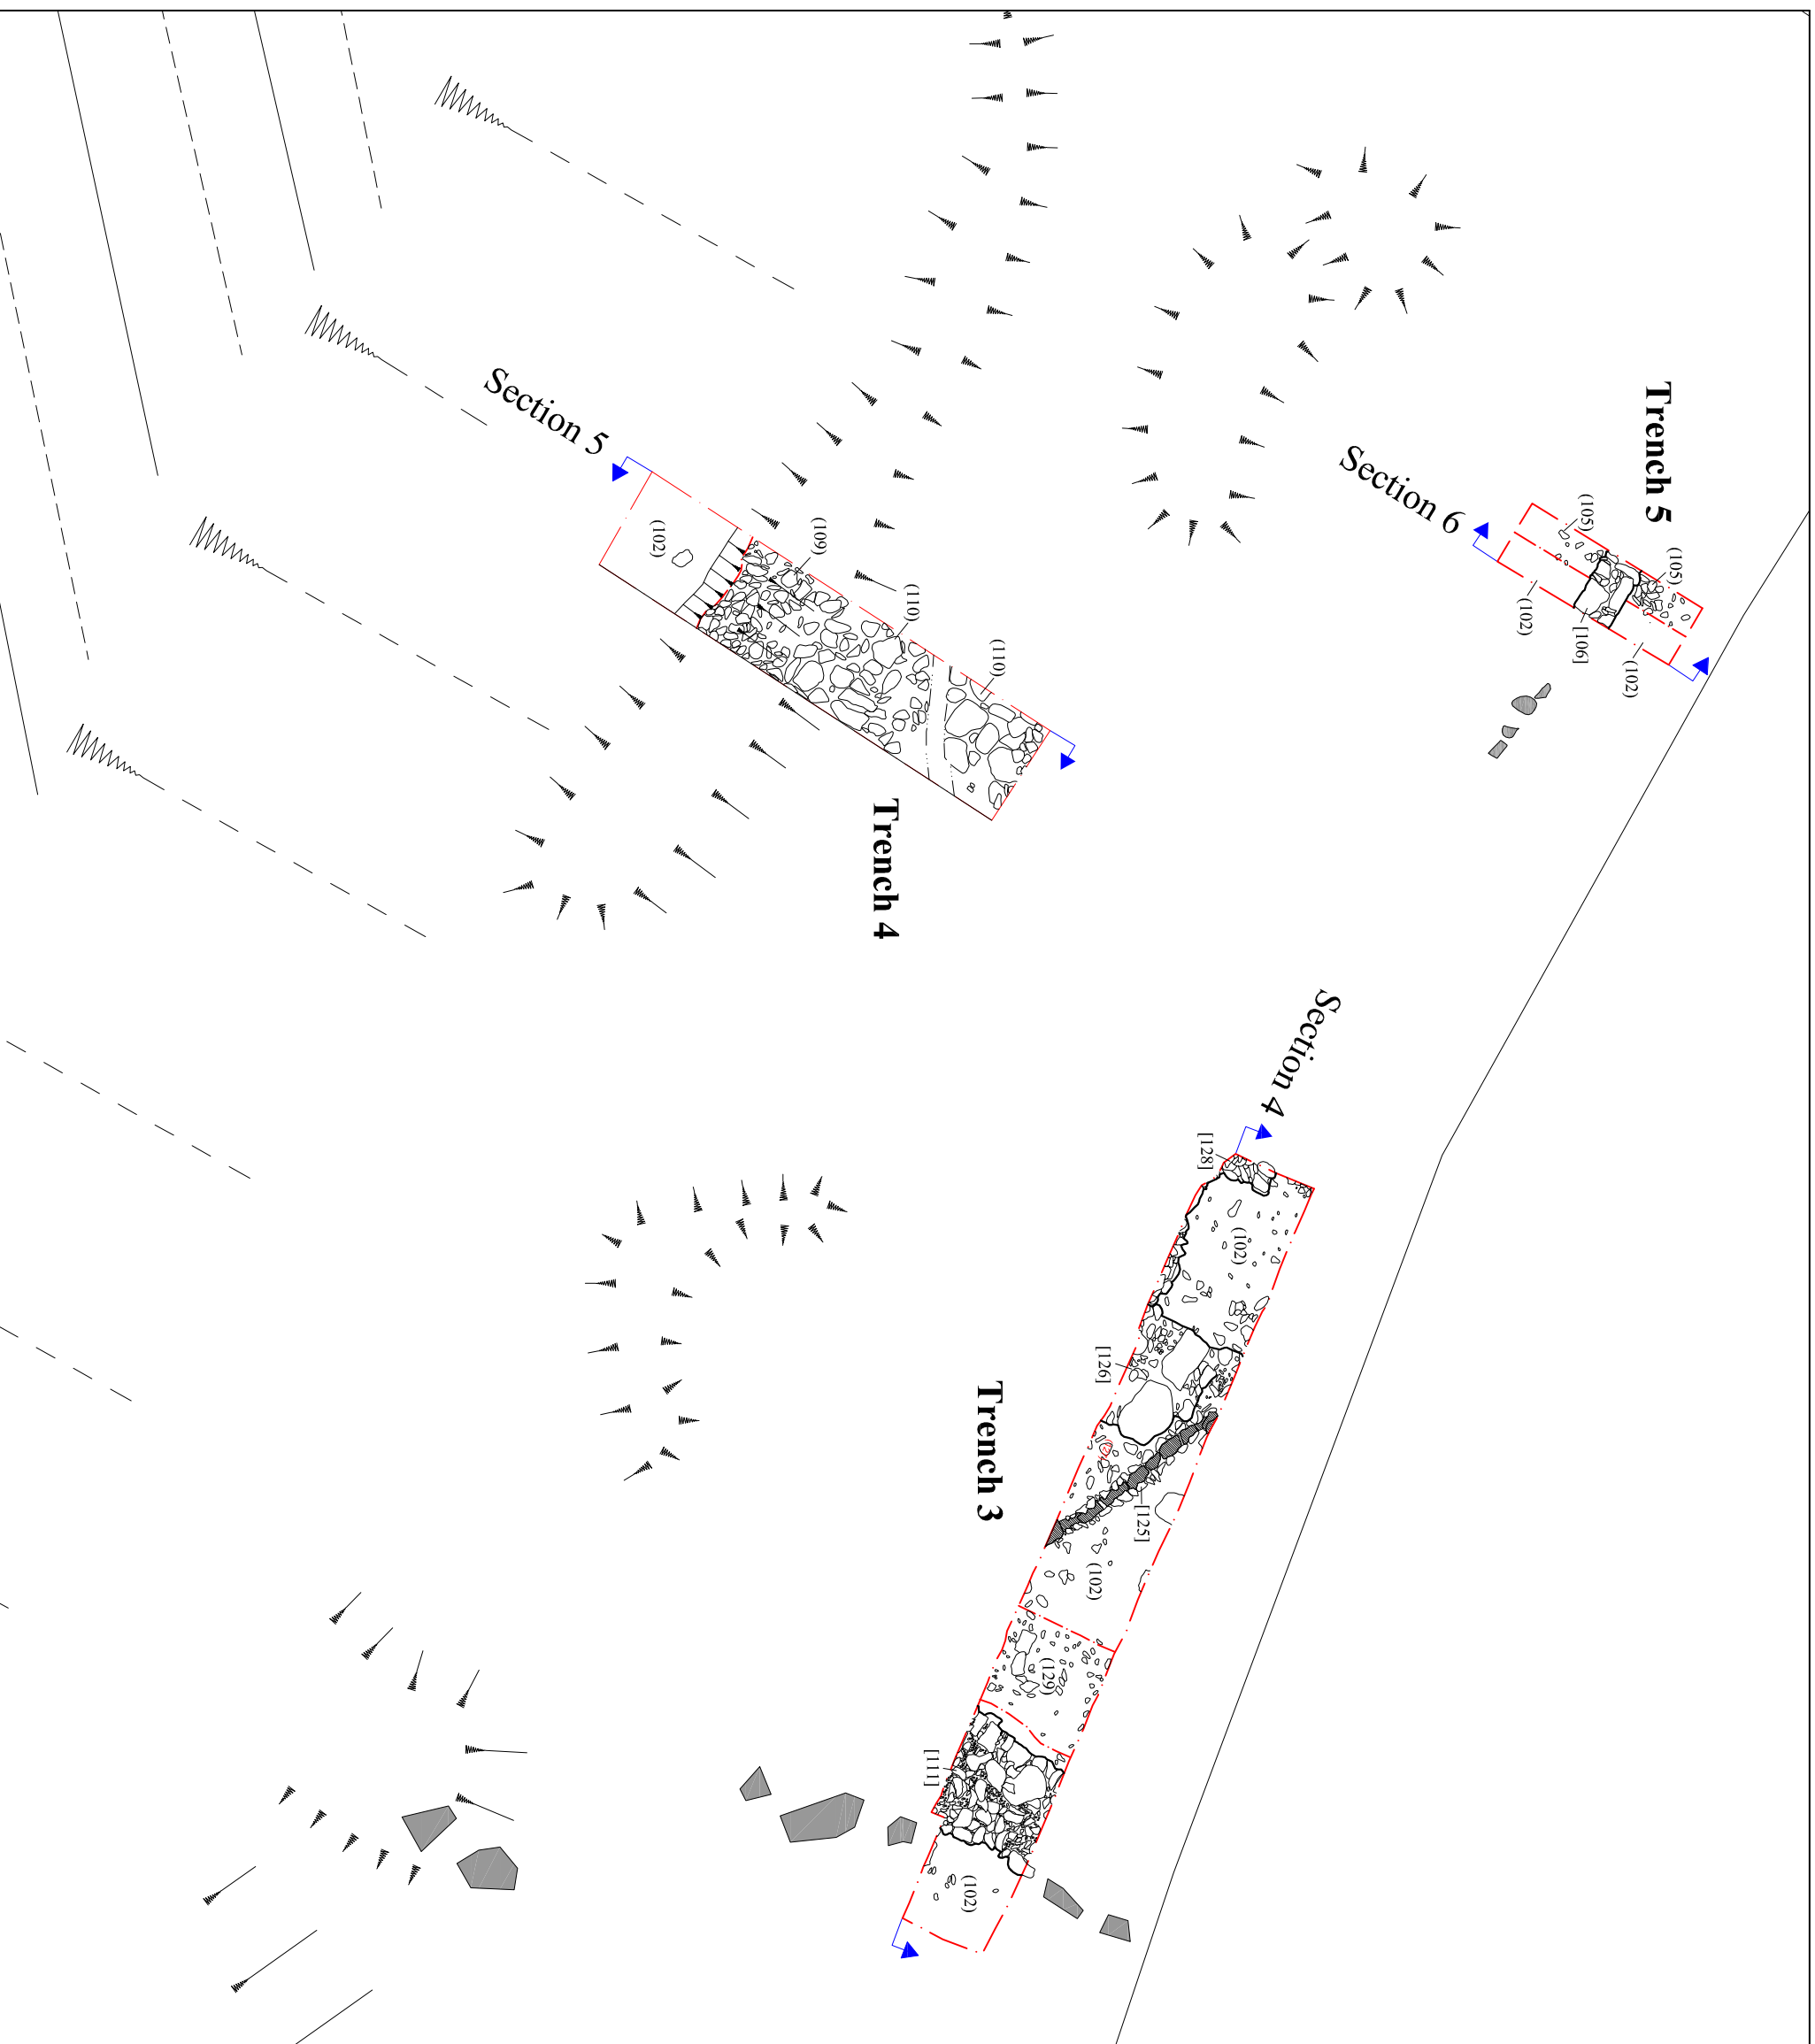 Trench 5
Section 6
(105)
(105)
[106]
(102)
(102)
Section 5
(102)
(109)
(110)
(110)
Trench 4
Section 4
[128]
(102)
[126]
[125]
(102)
Trench 3
(129)
[111]
(102)